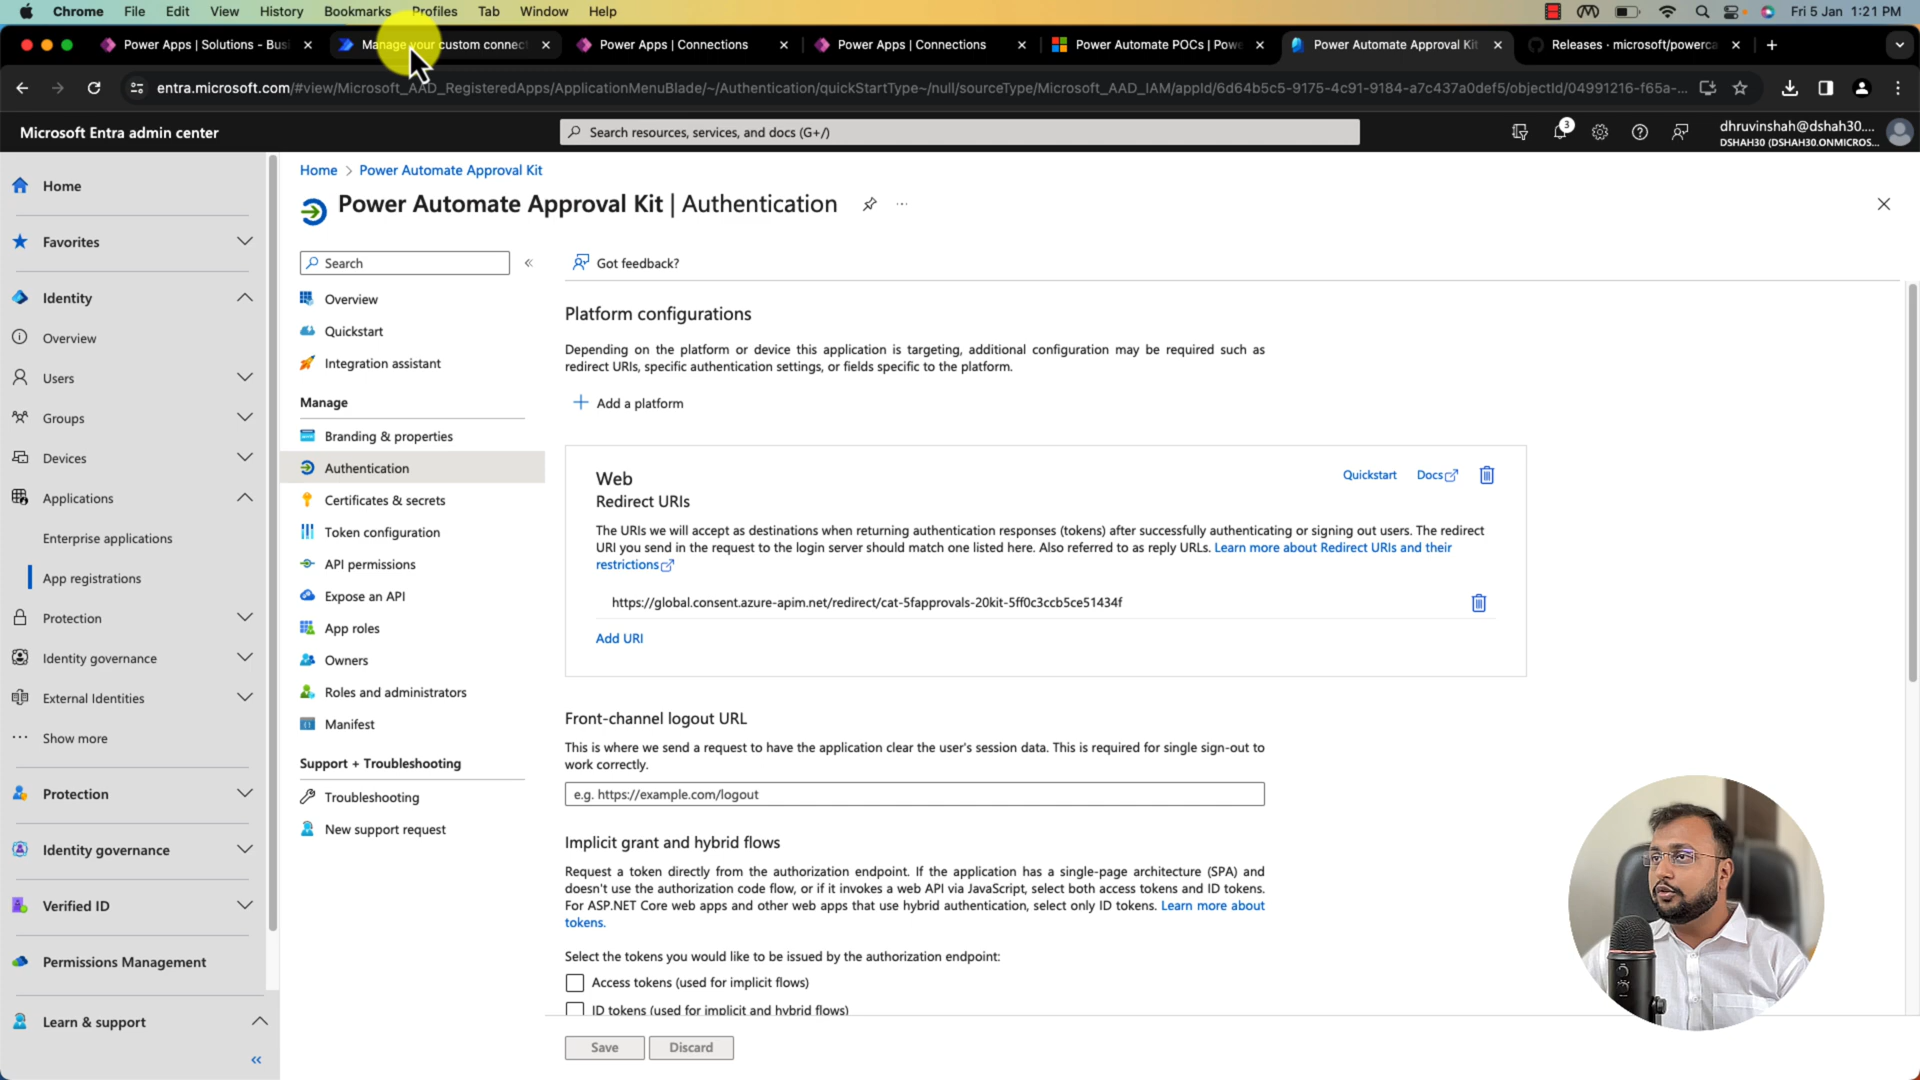 Chrome File Edit View History Bookmarks Profiles Tab Window Help Fri 5 Jan 1:21 PM
Power Apps | Solutions - Busi Manage your custom connect Power Apps | Connections Power Apps | Connections Power Automate POCs | Powe Power Automate Approval Kit Releases · microsoft/powerca
entra.microsoft.com/#view/Microsoft_AAD_RegisteredApps/ApplicationMenuBlade/~/Authentication/quickStartType~/null/sourceType/Microsoft_AAD_IAM/appId/6d64b5c5-9175-4c91-9184-a7c437a0def5/objectId/04991216-f65a-...
Microsoft Entra admin center
Search resources, services, and docs (G+/)
3
dhruvinshah@dshah30....
DSHAH30 (DSHAH30.ONMICROS...
Home
Favorites
Identity
Overview
Users
Groups
Devices
Applications
Enterprise applications
App registrations
Protection
Identity governance
External Identities
Show more
Protection
Identity governance
Verified ID
Permissions Management
Learn & support
Home > Power Automate Approval Kit
Power Automate Approval Kit | Authentication
Search
Overview
Quickstart
Integration assistant
Manage
Branding & properties
Authentication
Certificates & secrets
Token configuration
API permissions
Expose an API
App roles
Owners
Roles and administrators
Manifest
Support + Troubleshooting
Troubleshooting
New support request
Got feedback?
Platform configurations
Depending on the platform or device this application is targeting, additional configuration may be required such as
redirect URIs, specific authentication settings, or fields specific to the platform.
Add a platform
Web
Quickstart Docs
Redirect URIs
The URIs we will accept as destinations when returning authentication responses (tokens) after successfully authenticating or signing out users. The redirect
URI you send in the request to the login server should match one listed here. Also referred to as reply URLs. Learn more about Redirect URIs and their
restrictions
https://global.consent.azure-apim.net/redirect/cat-5fapprovals-20kit-5ff0c3ccb5ce51434f
Add URI
Front-channel logout URL
This is where we send a request to have the application clear the user's session data. This is required for single sign-out to
work correctly.
e.g. https://example.com/logout
Implicit grant and hybrid flows
Request a token directly from the authorization endpoint. If the application has a single-page architecture (SPA) and
doesn't use the authorization code flow, or if it invokes a web API via JavaScript, select both access tokens and ID tokens.
For ASP.NET Core web apps and other web apps that use hybrid authentication, select only ID tokens. Learn more about
tokens.
Select the tokens you would like to be issued by the authorization endpoint:
Access tokens (used for implicit flows)
ID tokens (used for implicit and hybrid flows)
Save Discard